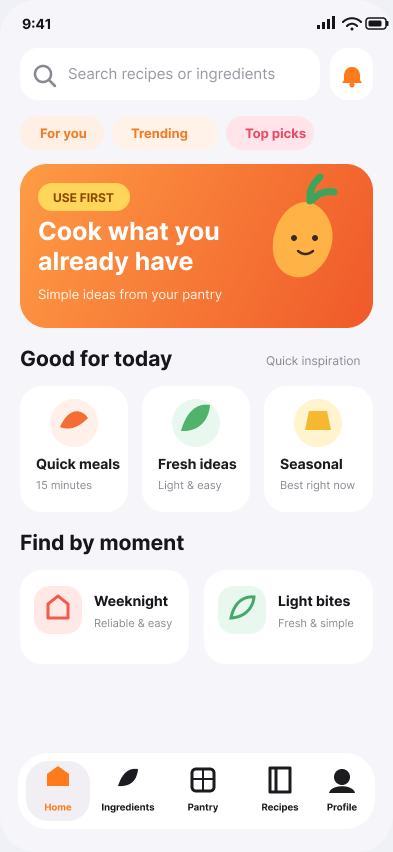 9:41
Search recipes or ingredients
For you
Trending
Top picks
USE FIRST
Cook what you
already have
Simple ideas from your pantry
Good for today
Quick inspiration
Quick meals
15 minutes
Fresh ideas
Light & easy
Seasonal
Best right now
Find by moment
Weeknight
Reliable & easy
Light bites
Fresh & simple
Home
Ingredients
Pantry
Recipes
Profile